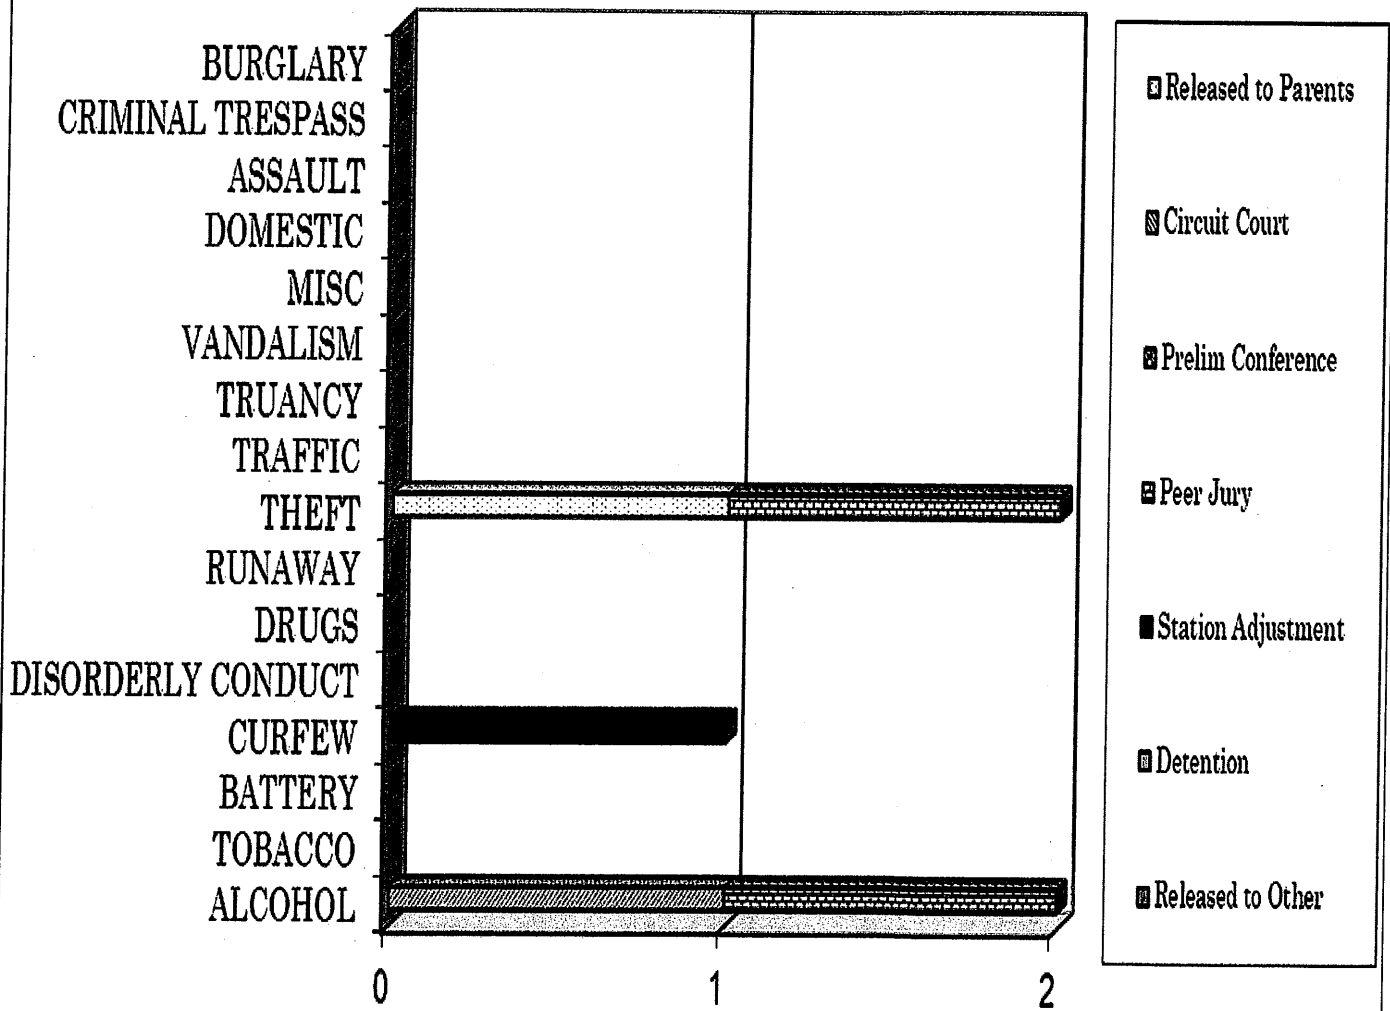 BURGLARY
CRIMINAL TRESPASS
ASSAULT
DOMESTIC
MISC
VANDALISM
TRUANCY
TRAFFIC
THEFT
RUNAWAY
DRUGS
DISORDERLY CONDUCT
CURFEW
BATTERY
TOBACCO
ALCOHOL
0 1 2
Released to Parents
Circuit Court
Prelim Conference
Peer Jury
Station Adjustment
Detention
Released to Other